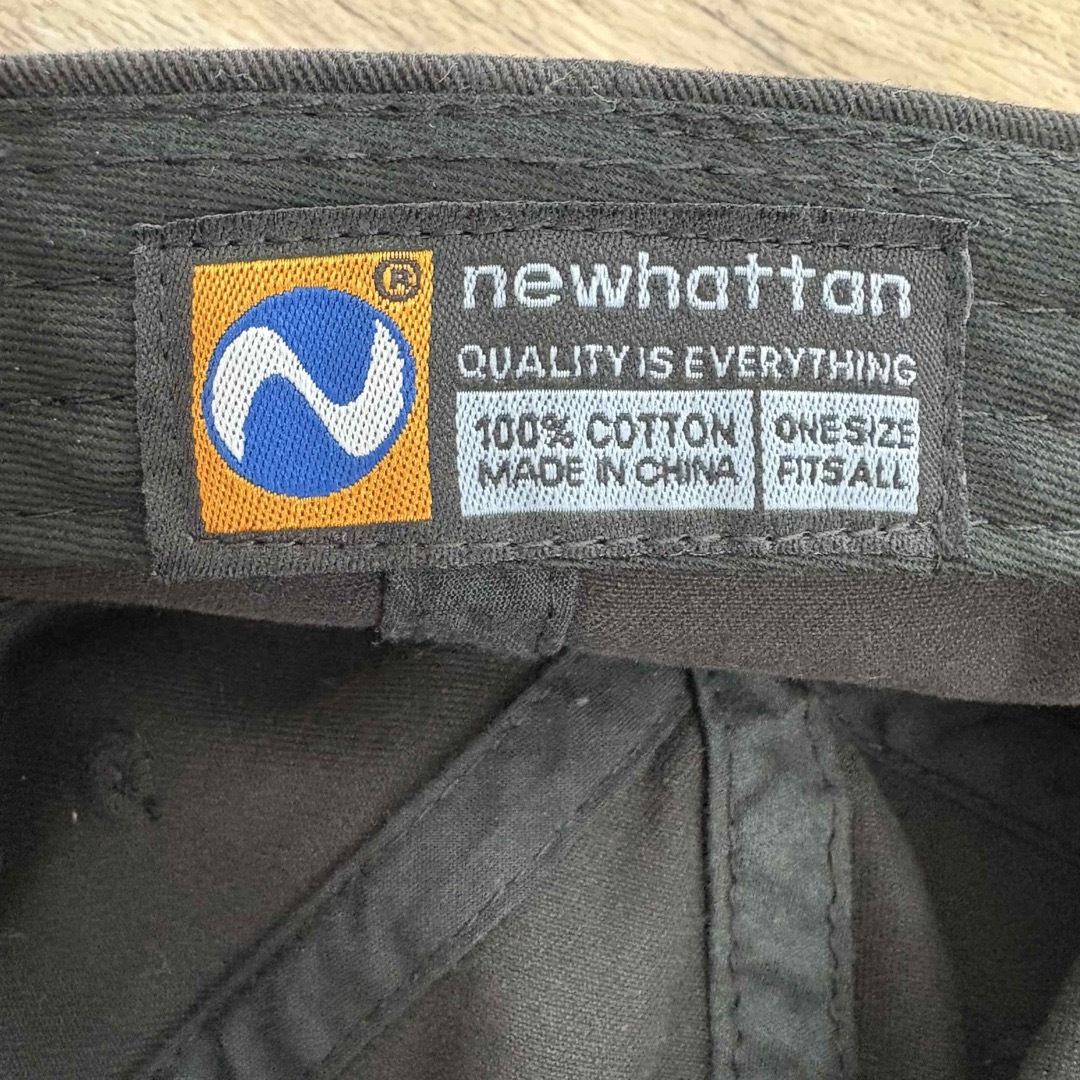 ®
newhattan
QUALITY IS EVERYTHING
100% COTTON
MADE IN CHINA
ONE SIZE
FITS ALL